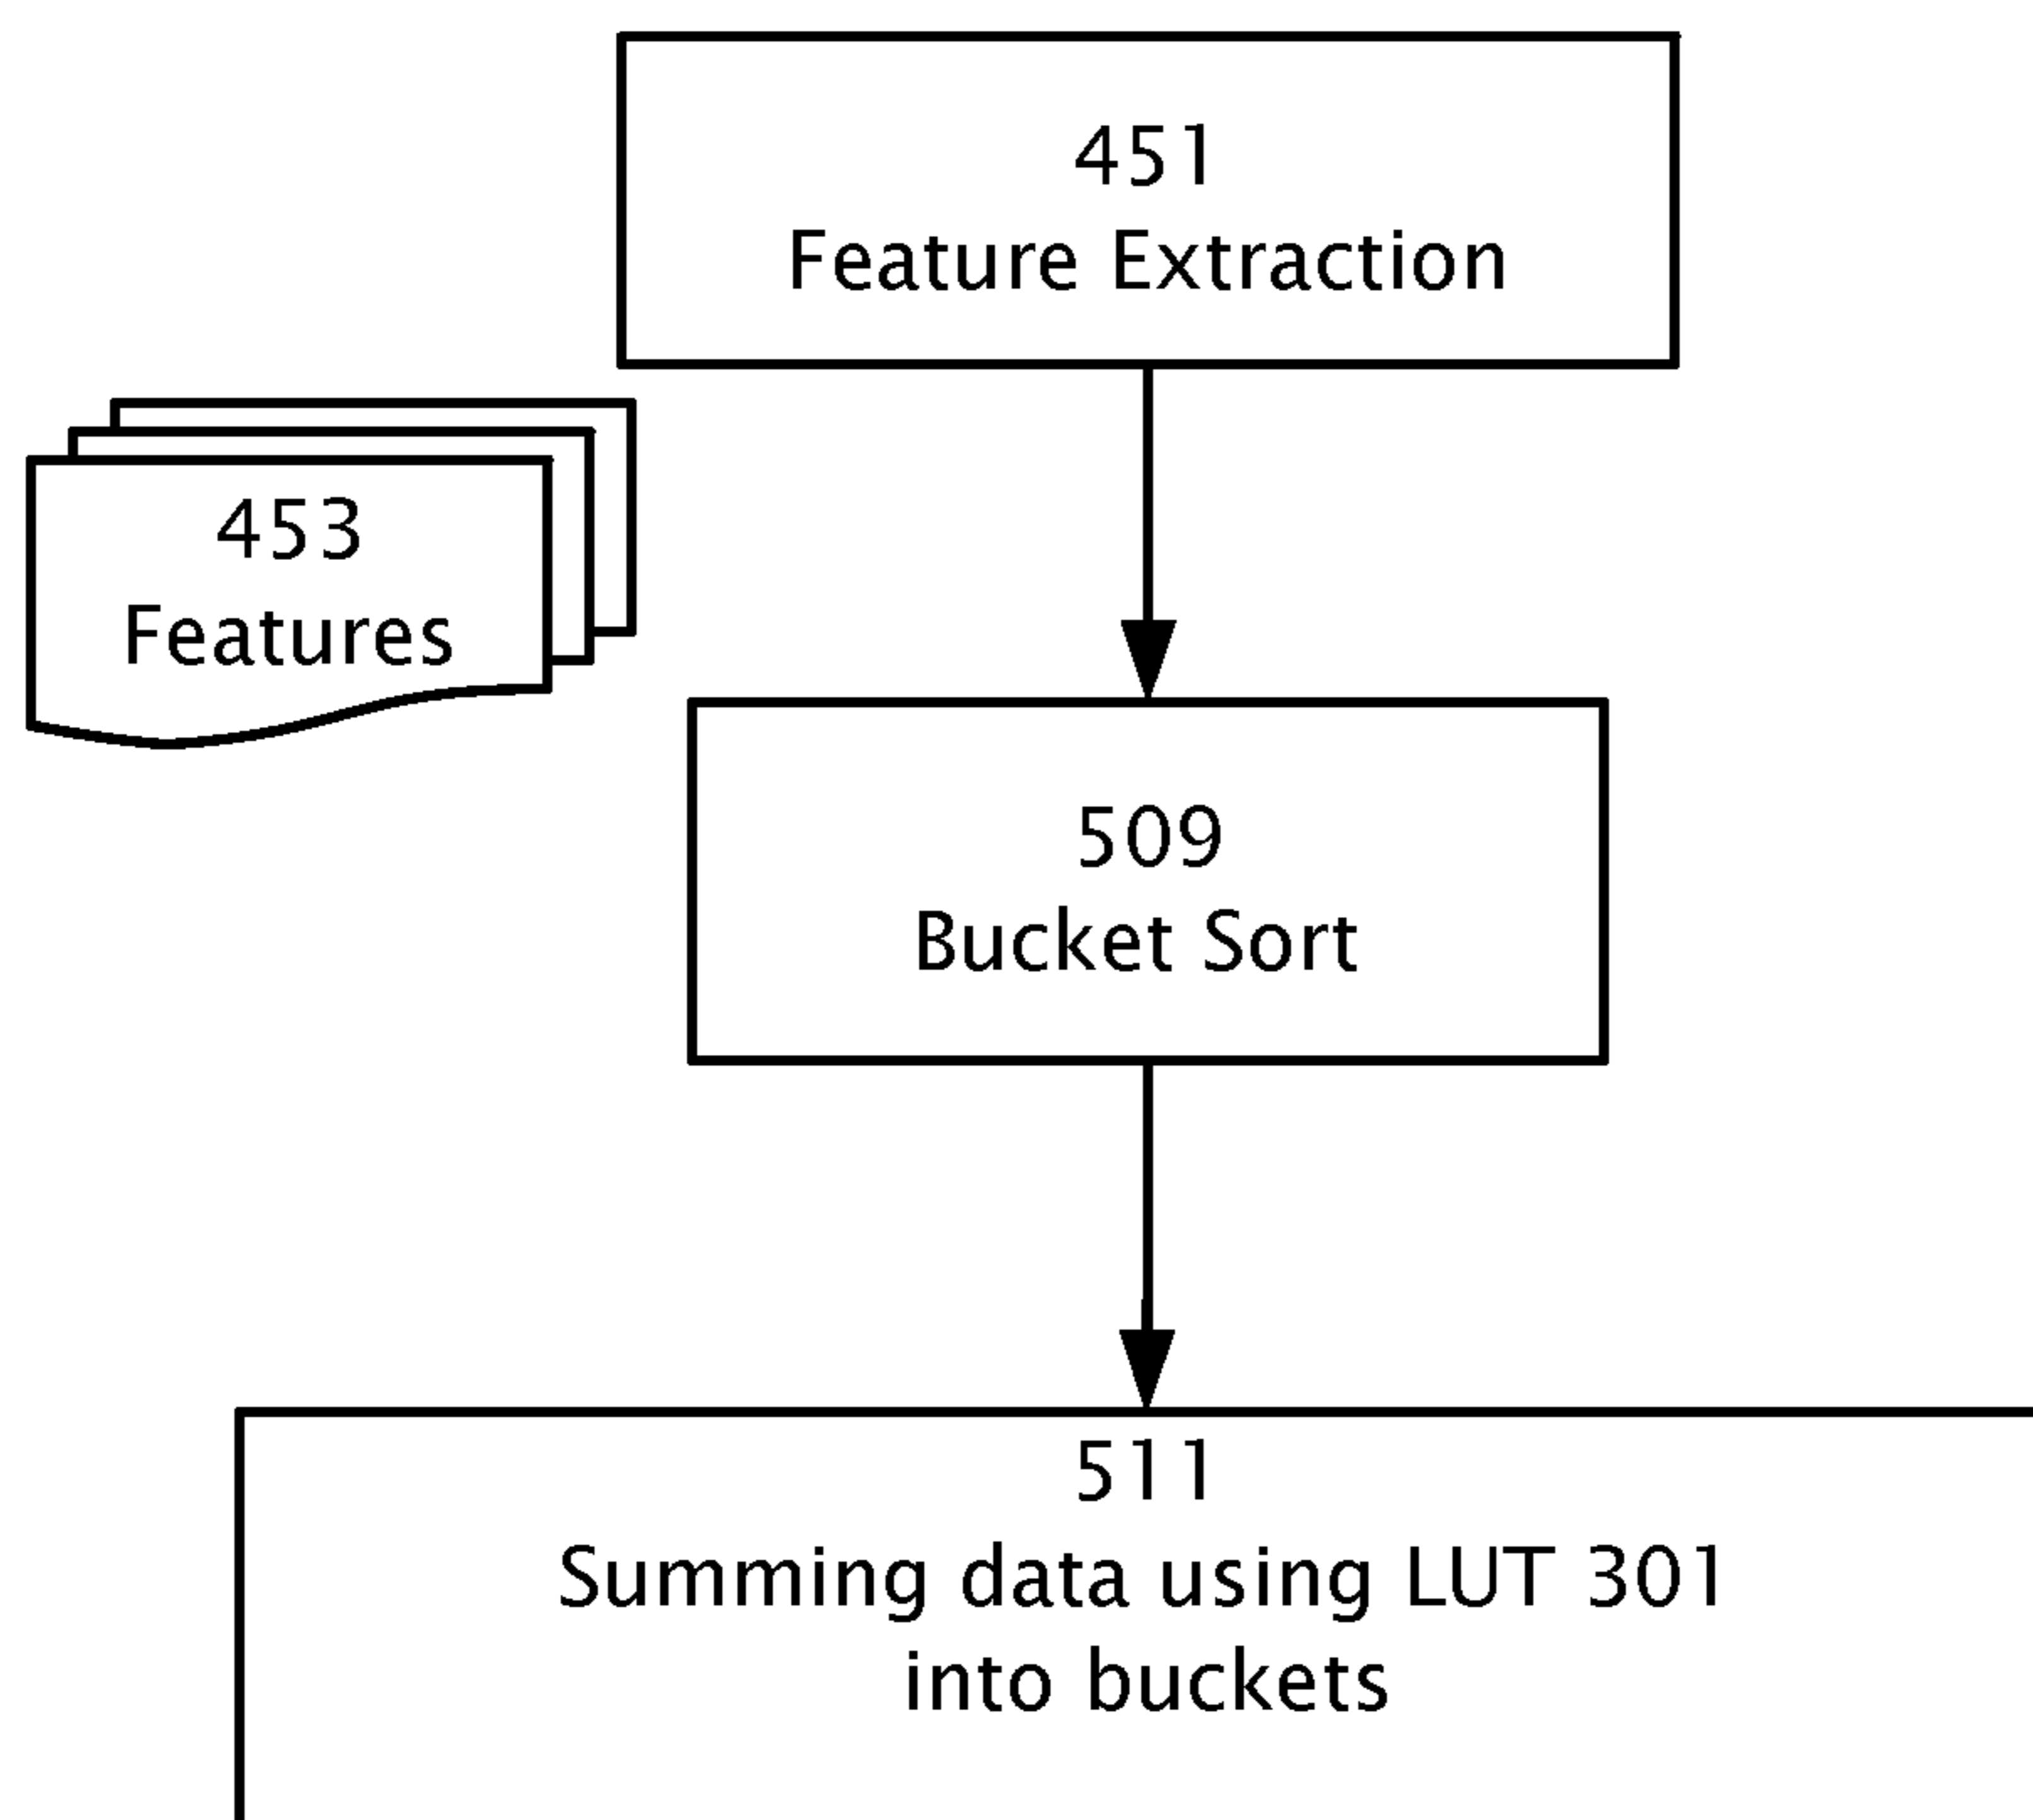 451
Feature Extraction
453
Features
509
Bucket Sort
511
Summing data using LUT 301
into buckets